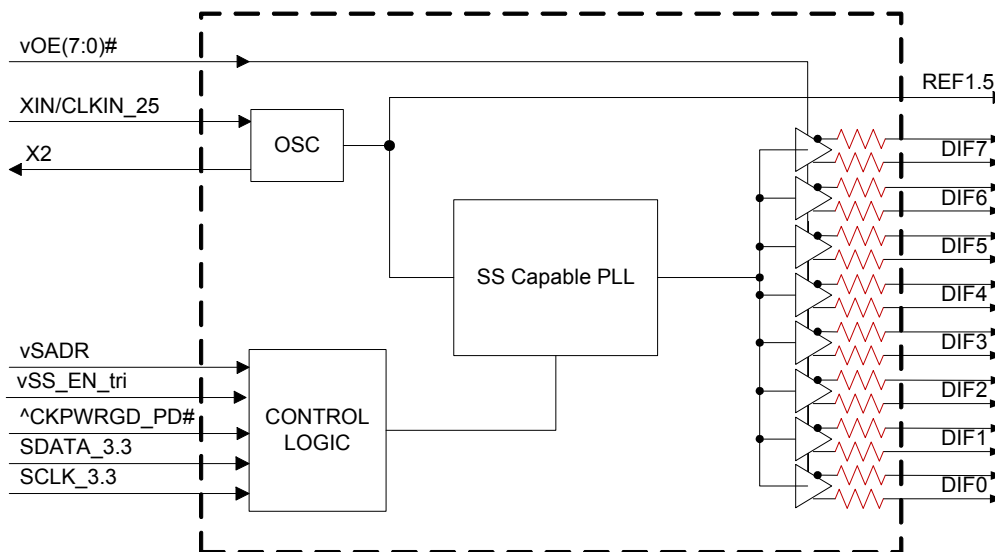 vOE(7:0)#
REF1.5
XIN/CLKIN_25
OSC
X2
DIF7
DIF6
DIF5
SS Capable PLL
DIF4
DIF3
vSADR
vSS_EN_tri
DIF2
^CKPWRGD_PD#
CONTROL
LOGIC
DIF1
SDATA_3.3
SCLK_3.3
DIF0